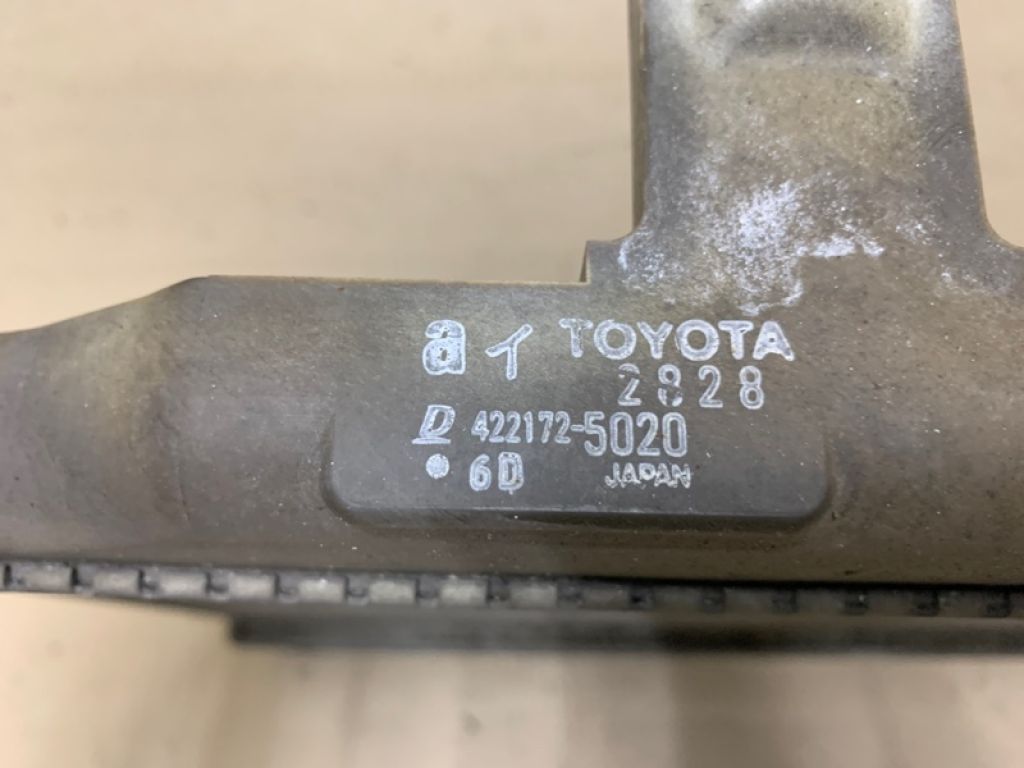 a イ TOYOTA
2828
D 422172-5020
6D JAPAN